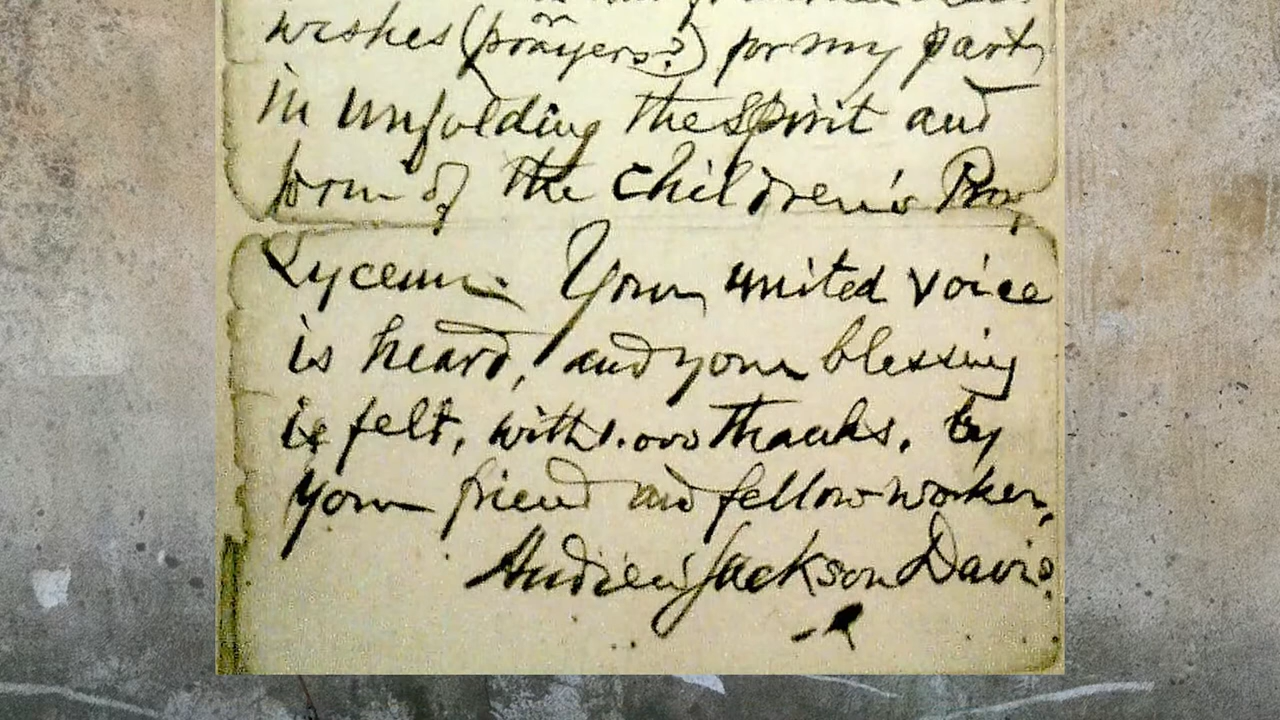 wishes (or prayers?) for my part
in unfolding the spirit and
form of the Children's Prog.
Lyceum. Your united voice
is heard, and your blessing
is felt, with 1.000 thanks, by
your friend and fellow-worker,
Andrew Jackson Davis.